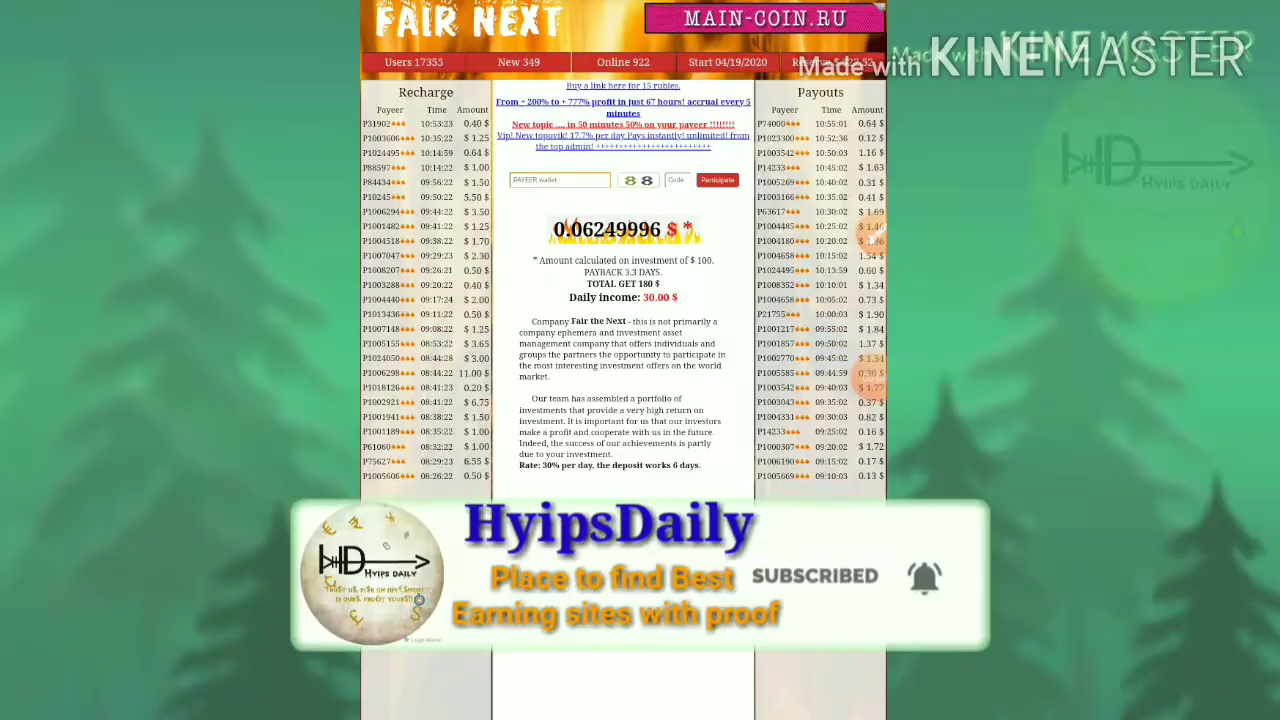 FAIR NEXT
MAIN-COIN.RU
Made with KINEMASTER
Users 17355
New 349
Online 922
Start 04/19/2020
Recharge
Payeer Time Amount
P31902 10:53:23 0.40 $
P1003606 10:35:22 $ 1.25
P1024495 10:14:59 0.64 $
P88597 10:14:22 $ 1.00
P84434 09:56:22 $ 1.50
P10245 09:50:22 5.50 $
P1006294 09:44:22 $ 3.50
P1001482 09:41:22 $ 1.25
P1004518 09:38:22 $ 1.70
P1007047 09:29:23 $ 2.30
P1008207 09:26:21 $ 0.50
P1003288 09:20:22 $ 0.40
P1004440 09:17:24 $ 2.00
P1013436 09:11:22 0.50 $
P1007148 09:08:22 $ 1.25
P1005155 08:53:22 $ 3.65
P1024050 08:44:28 $ 3.00
P1006298 08:44:22 11.00 $
P1018126 08:41:23 $ 0.20
P1002921 08:41:22 $ 6.75
P1001941 08:38:22 $ 1.50
P1001189 08:35:22 $ 1.00
P61060 08:32:22 $ 1.00
P75627 08:29:23 6.55 $
P1005606 08:26:22 0.50 $
Buy a link here for 15 rubles.
From + 200% to + 777% profit in just 67 hours! accrual every 5
minutes
New topic .... in 50 minutes 50% on your payeer !!!!!!!!
Vip! New topovik! 17.7% per day Pays instantly! unlimited! from
the top admin! +++++++++++++++++++++++++
PAYEER wallet
8 8
Code
Participate
0.06249996 $ *
* Amount calculated on investment of $ 100.
PAYBACK 3.3 DAYS.
TOTAL GET 180 $
Daily income: 30.00 $
Company Fair the Next - this is not primarily a
company ephemera and investment asset
management company that offers individuals and
groups the partners the opportunity to participate in
the most interesting investment offers on the world
market.
Our team has assembled a portfolio of
investments that provide a very high return on
investment. It is important for us that our investors
make a profit and cooperate with us in the future.
Indeed, the success of our achievements is partly
due to your investment.
Rate: 30% per day, the deposit works 6 days.
Payouts
Payeer Time Amount
P74000 10:55:01 $ 0.64
P1023300 10:52:36 $ 0.12
P1003542 10:50:03 1.16 $
P14233 10:45:02 $ 1.63
P1005269 10:40:02 $ 0.31
P1003166 10:35:02 $ 0.41
P63617 10:30:02 $ 1.69
P1004485 10:25:02 $ 1.46
P1004180 10:20:02 $ 1.86
P1004658 10:15:02 1.54 $
P1024495 10:13:59 $ 0.60
P1008352 10:10:01 $ 1.34
P1004658 10:05:02 $ 0.73
P21755 10:00:03 $ 1.90
P1001217 09:55:02 $ 1.84
P1001857 09:50:02 1.37 $
P1002770 09:45:02 $ 1.34
P1005585 09:44:59 0.30 $
P1003542 09:40:03 $ 1.77
P1003043 09:35:02 0.37 $
P1004331 09:30:03 0.82 $
P14233 09:25:02 $ 0.16
P1000307 09:20:02 $ 1.72
P1006190 09:15:02 0.17 $
P1005669 09:10:03 $ 0.13
HYIPS DAILY
HD HYIPS DAILY
HyipsDaily
Place to find Best
Earning sites with proof
SUBSCRIBED